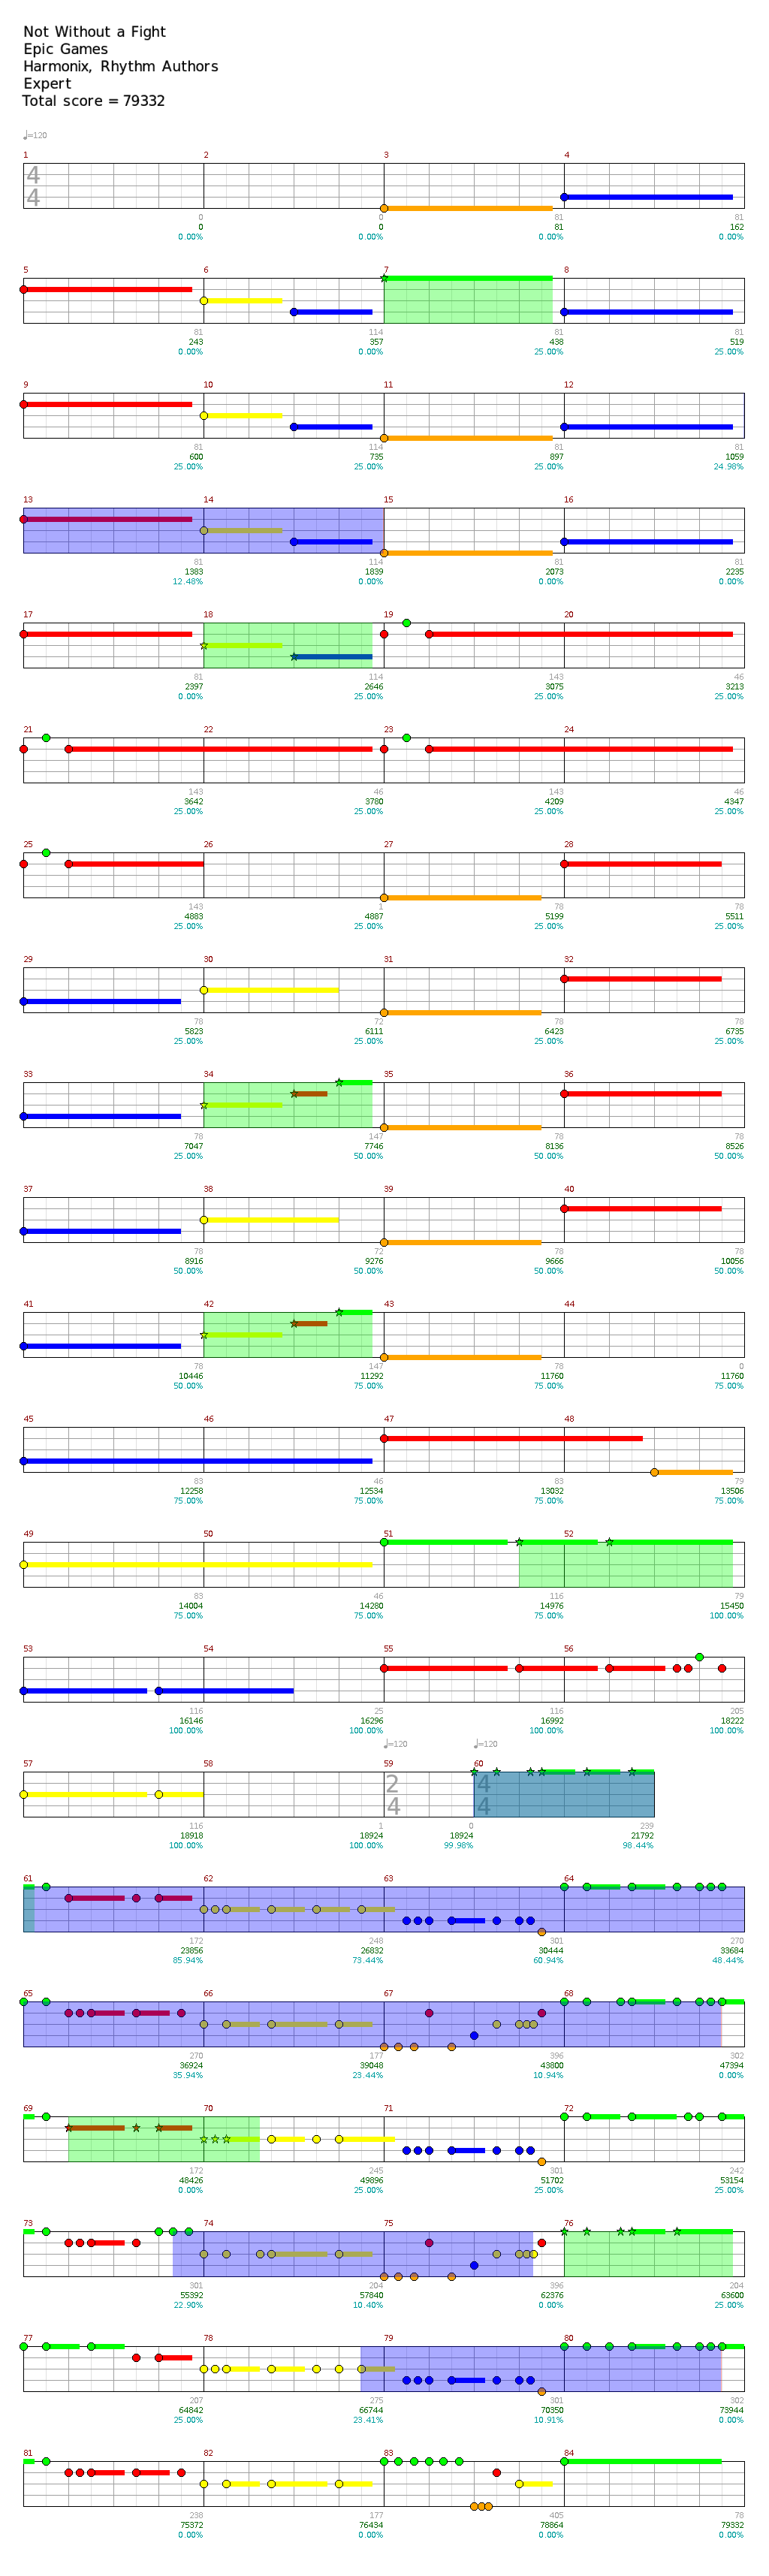 Not Without a Fight
Epic Games
Harmonix, Rhythm Authors
Expert
Total score = 79332
♩=120
1 2 3 4
4
4
0 0 81 81
0 0 81 162
0.00% 0.00% 0.00% 0.00%
5 6 7 8
81 114 81 81
243 357 438 519
0.00% 0.00% 25.00% 25.00%
9 10 11 12
81 114 81 81
600 735 897 1059
25.00% 25.00% 25.00% 24.98%
13 14 15 16
81 114 81 81
1383 1839 2073 2235
12.48% 0.00% 0.00% 0.00%
17 18 19 20
81 114 143 46
2397 2646 3075 3213
0.00% 25.00% 25.00% 25.00%
21 22 23 24
143 46 143 46
3642 3780 4209 4347
25.00% 25.00% 25.00% 25.00%
25 26 27 28
143 1 78 78
4883 4887 5199 5511
25.00% 25.00% 25.00% 25.00%
29 30 31 32
78 72 78 78
5823 6111 6423 6735
25.00% 25.00% 25.00% 25.00%
33 34 35 36
78 147 78 78
7047 7746 8136 8526
25.00% 50.00% 50.00% 50.00%
37 38 39 40
78 72 78 78
8916 9276 9666 10056
50.00% 50.00% 50.00% 50.00%
41 42 43 44
78 147 78 0
10446 11292 11760 11760
50.00% 75.00% 75.00% 75.00%
45 46 47 48
83 46 83 79
12258 12534 13032 13506
75.00% 75.00% 75.00% 75.00%
49 50 51 52
83 46 116 79
14004 14280 14976 15450
75.00% 75.00% 75.00% 100.00%
53 54 55 56
116 25 116 205
16146 16296 16992 18222
100.00% 100.00% 100.00% 100.00%
♩=120 ♩=120
57 58 59 60
2 4
4 4
116 1 0 239
18918 18924 18924 21792
100.00% 100.00% 99.98% 98.44%
61 62 63 64
172 248 301 270
23856 26832 30444 33684
85.94% 73.44% 60.94% 48.44%
65 66 67 68
270 177 396 302
36924 39048 43800 47394
35.94% 23.44% 10.94% 0.00%
69 70 71 72
172 245 301 242
48426 49896 51702 53154
0.00% 25.00% 25.00% 25.00%
73 74 75 76
301 204 396 204
55392 57840 62376 63600
22.90% 10.40% 0.00% 25.00%
77 78 79 80
207 275 301 302
64842 66744 70350 73944
25.00% 23.41% 10.91% 0.00%
81 82 83 84
238 177 405 78
75372 76434 78864 79332
0.00% 0.00% 0.00% 0.00%